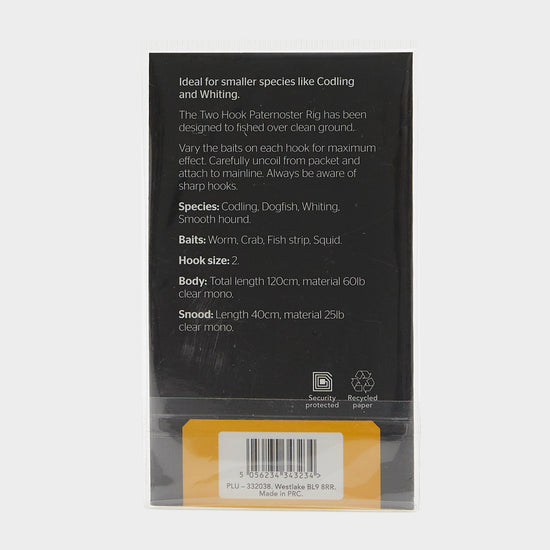 Ideal for smaller species like Codling
and Whiting.
The Two Hook Paternoster Rig has been
designed to fished over clean ground.
Vary the baits on each hook for maximum
effect. Carefully uncoil from packet and
attach to mainline. Always be aware of
sharp hooks.
Species: Codling, Dogfish, Whiting,
Smooth hound.
Baits: Worm, Crab, Fish strip, Squid.
Hook size: 2.
Body: Total length 120cm, material 60lb
clear mono.
Snood: Length 40cm, material 25lb
clear mono.
Security
protected
Recycled
paper
5 056234 343234>
PLU – 332038. Westlake BL9 8RR.
Made in PRC.